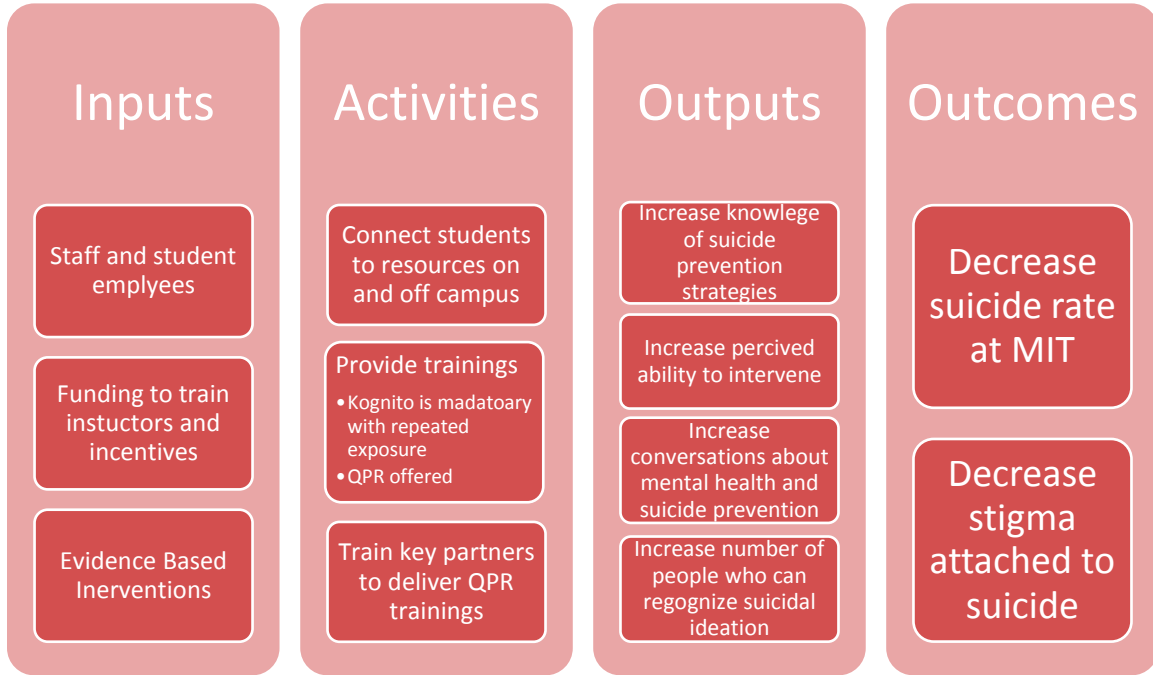 Inputs
Staff and student
emplyees
Funding to train
instuctors and
incentives
Evidence Based
Inerventions
Activities
Connect students
to resources on
and off campus
Provide trainings
•Kognito is madatoary
with repeated
exposure
•QPR offered
Train key partners
to deliver QPR
trainings
Outputs
Increase knowlege
of suicide
prevention
strategies
Increase percived
ability to intervene
Increase
conversations about
mental health and
suicide prevention
Increase number of
people who can
regognize suicidal
ideation
Outcomes
Decrease
suicide rate
at MIT
Decrease
stigma
attached to
suicide